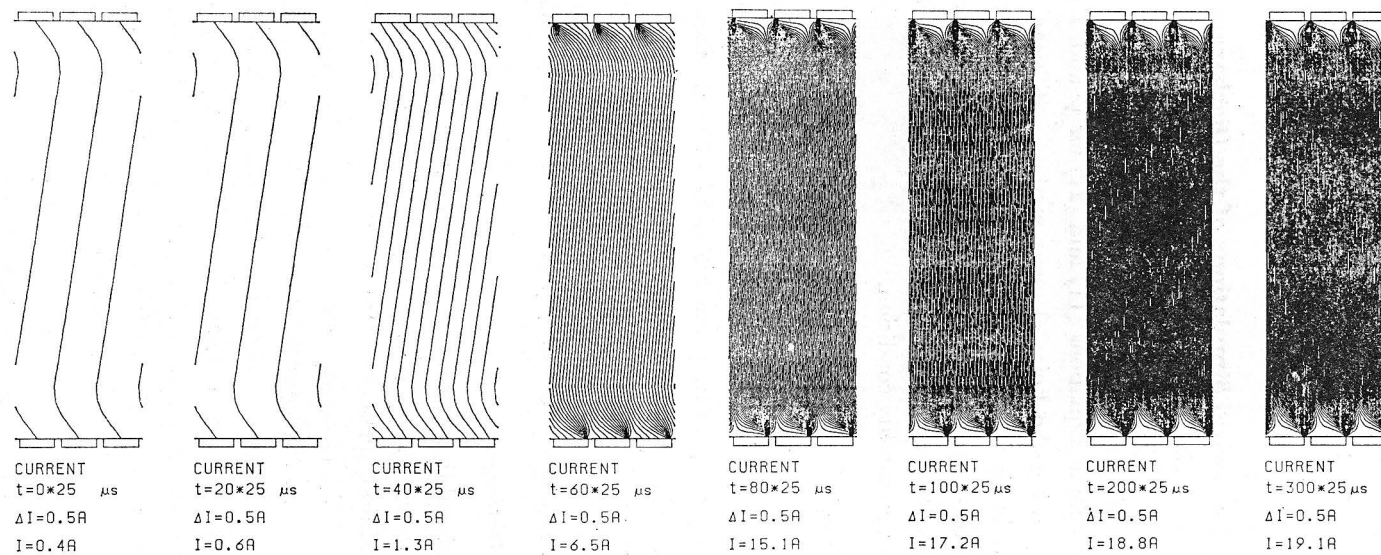 CURRENT
t=0*25 μs
ΔI=0.5A
I=0.4A
CURRENT
t=20*25 μs
ΔI=0.5A
I=0.6A
CURRENT
t=40*25 μs
ΔI=0.5A
I=1.3A
CURRENT
t=60*25 μs
ΔI=0.5A
I=6.5A
CURRENT
t=80*25 μs
ΔI=0.5A
I=15.1A
CURRENT
t=100*25μs
ΔI=0.5A
I=17.2A
CURRENT
t=200*25μs
ΔI=0.5A
I=18.8A
CURRENT
t=300*25μs
ΔI=0.5A
I=19.1A